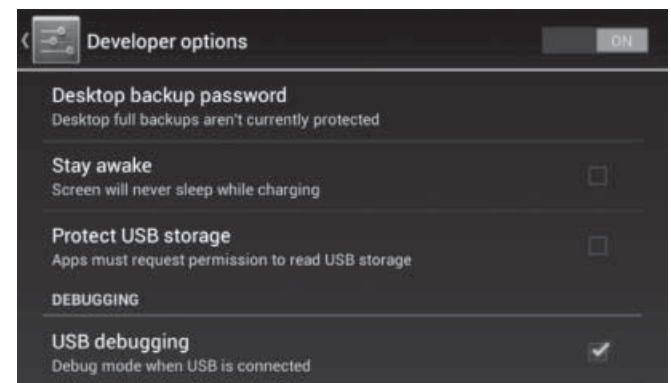 Developer options
ON
Desktop backup password
Desktop full backups aren't currently protected
Stay awake
Screen will never sleep while charging
Protect USB storage
Apps must request permission to read USB storage
DEBUGGING
USB debugging
Debug mode when USB is connected